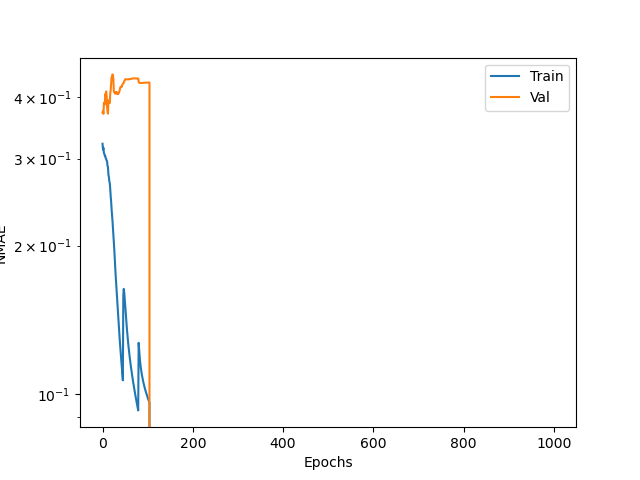 Train
Val
4 × 10⁻¹
3 × 10⁻¹
2 × 10⁻¹
10⁻¹
NMAE
0 200 400 600 800 1000
Epochs